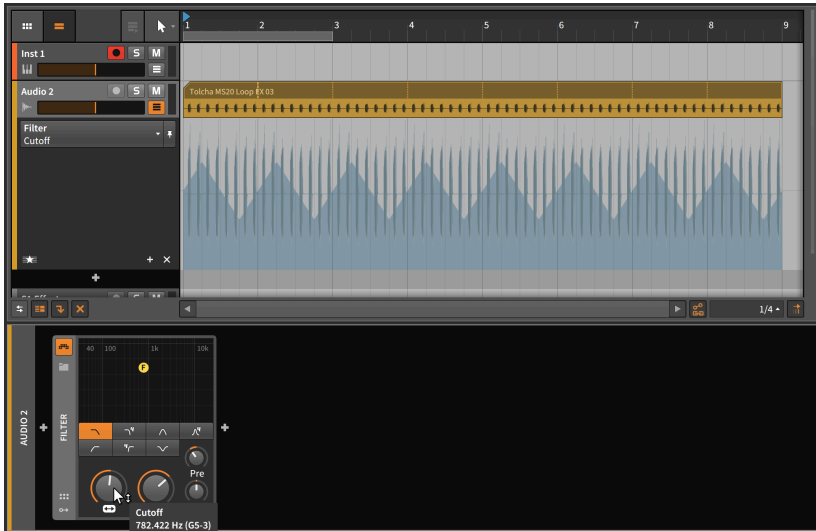 1 2 3 4 5 6 7 8 9
Inst 1 S M
Audio 2 S M
Tolcha MS20 Loop FX 03
Filter
Cutoff
+ ×
+
S M
1/4
AUDIO 2
FILTER
40 100 1k 10k
F
Pre
Cutoff
782.422 Hz (G5-3)